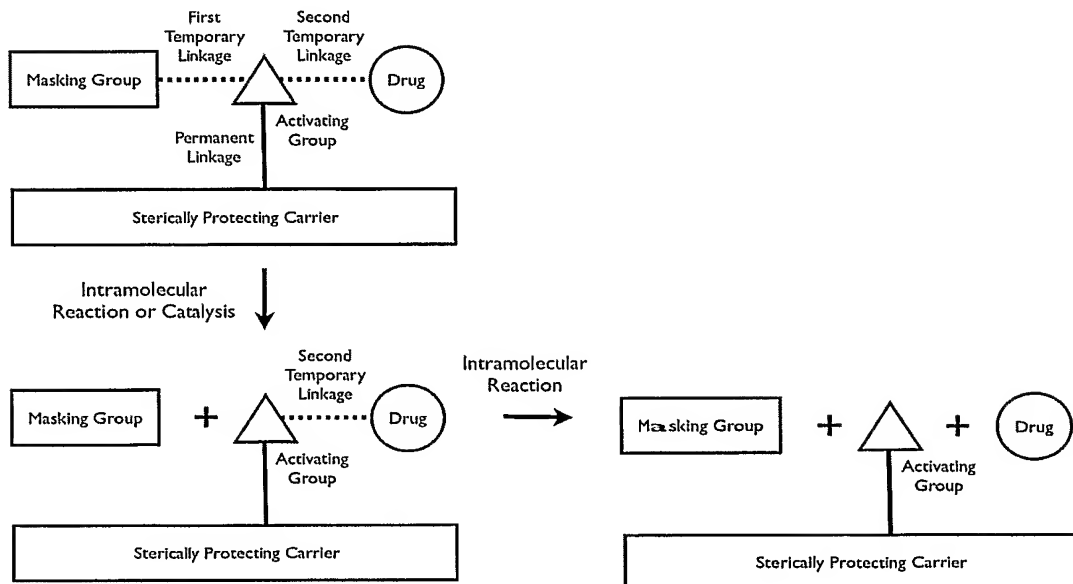 First
Temporary
Linkage
Second
Temporary
Linkage
Masking Group
Drug
Activating
Group
Permanent
Linkage
Sterically Protecting Carrier
Intramolecular
Reaction or Catalysis
Second
Temporary
Linkage
Masking Group
+
Drug
Activating
Group
Sterically Protecting Carrier
Intramolecular
Reaction
Masking Group
+
+
Drug
Activating
Group
Sterically Protecting Carrier